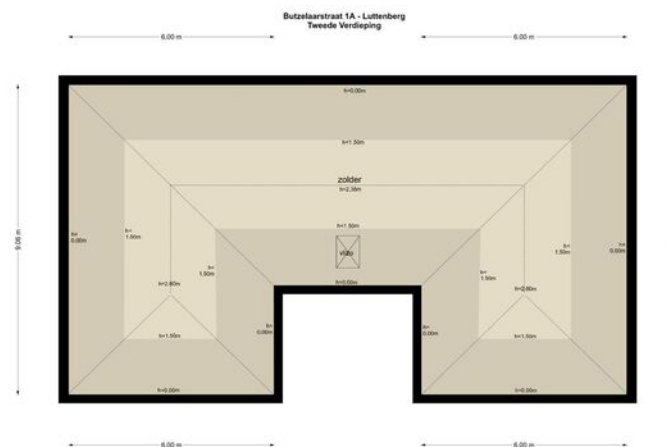 Butzelaarstraat 1A - Luttenberg
Tweede Verdieping
6.00 m
6.00 m
h=0.00m
h=1.50m
zolder
h=2.38m
h=1.50m
vlizo
h=
0.00m
h=
1.50m
h=
1.50m
h=
1.50m
h=
1.50m
h=
0.00m
9.06 m
h=2.60m
h=0.00m
h=2.60m
h=
0.00m
h=
0.00m
h=1.50m
h=1.50m
h=0.00m
h=0.00m
6.00 m
6.00 m